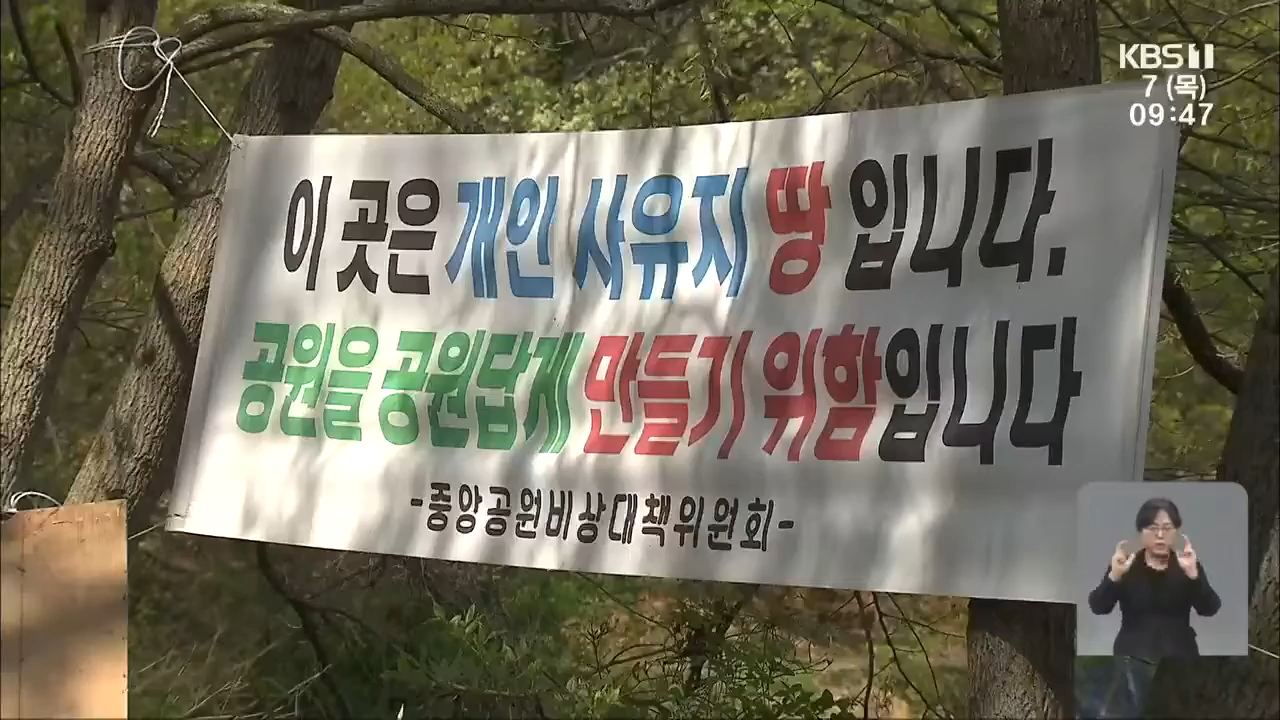 KBS 1
7 (목)
09:47
이 곳은 개인 사유지 땅 입니다.
공원을 공원답게 만들기 위함입니다
-중앙공원비상대책위원회-